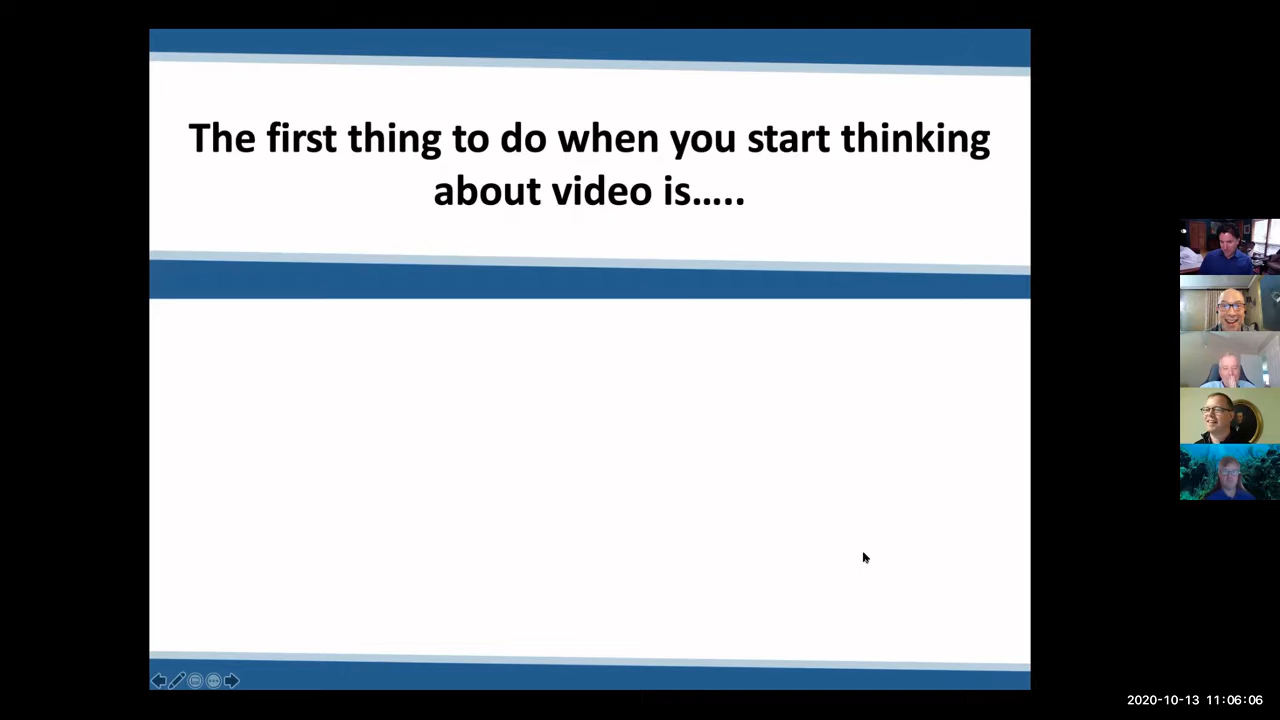 The first thing to do when you start thinking
about video is.....
2020-10-13 11:06:06